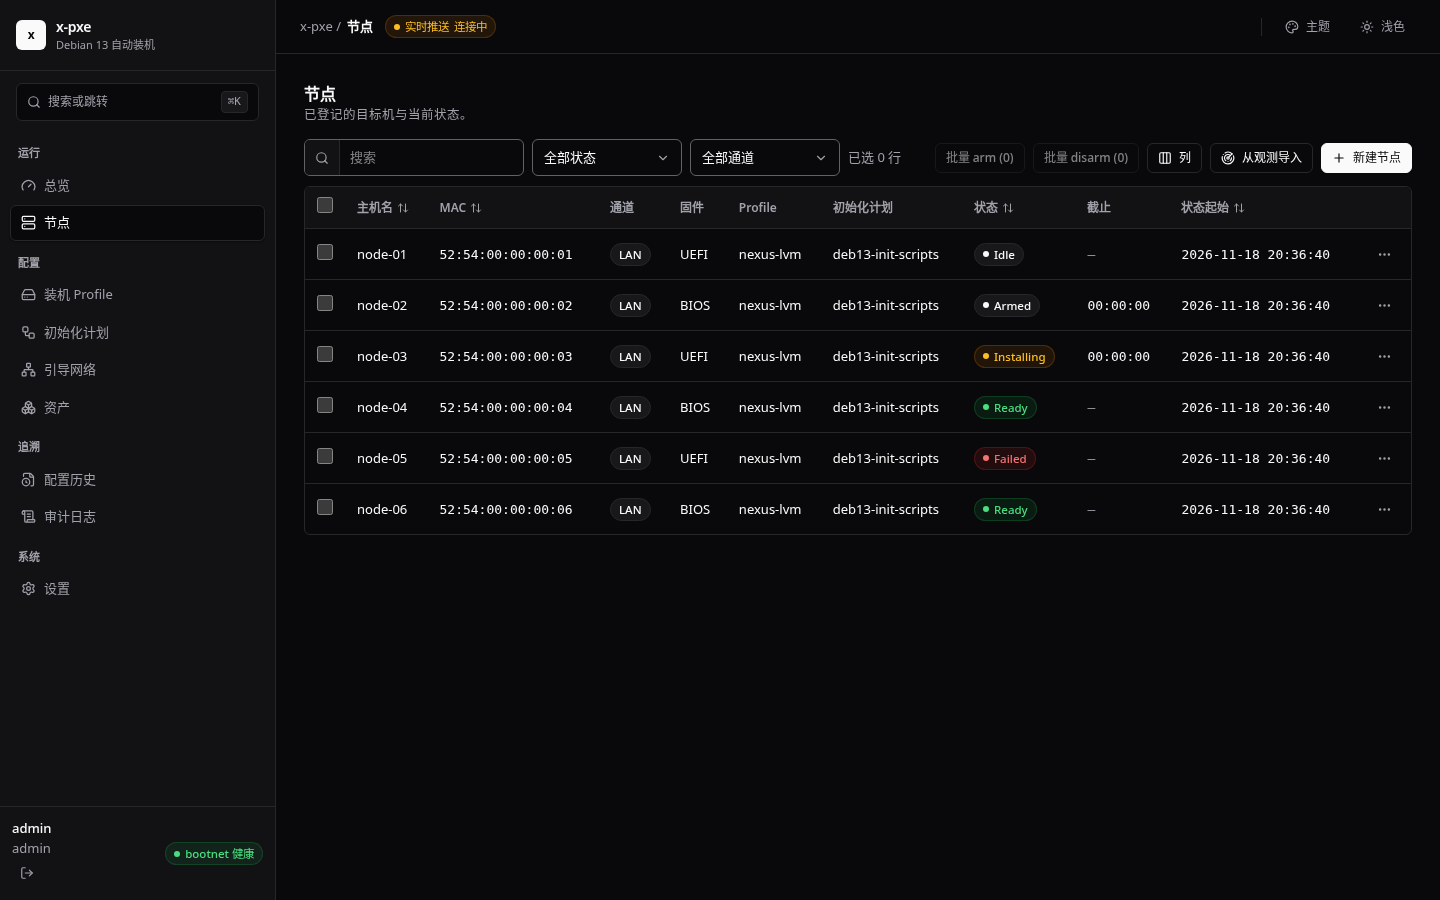 x
x-pxe
Debian 13 自动装机
搜索或跳转 ⌘K
运行
总览
节点
配置
装机 Profile
初始化计划
引导网络
资产
追溯
配置历史
审计日志
系统
设置
admin
admin
bootnet 健康
x-pxe / 节点 实时推送 连接中 主题 浅色
节点
已登记的目标机与当前状态。
搜索 全部状态 全部通道 已选 0 行 批量 arm (0) 批量 disarm (0) 列 从观测导入 新建节点
主机名 MAC 通道 固件 Profile 初始化计划 状态 截止 状态起始
node-01 52:54:00:00:00:01 LAN UEFI nexus-lvm deb13-init-scripts Idle — 2026-11-18 20:36:40
node-02 52:54:00:00:00:02 LAN BIOS nexus-lvm deb13-init-scripts Armed 00:00:00 2026-11-18 20:36:40
node-03 52:54:00:00:00:03 LAN UEFI nexus-lvm deb13-init-scripts Installing 00:00:00 2026-11-18 20:36:40
node-04 52:54:00:00:00:04 LAN BIOS nexus-lvm deb13-init-scripts Ready — 2026-11-18 20:36:40
node-05 52:54:00:00:00:05 LAN UEFI nexus-lvm deb13-init-scripts Failed — 2026-11-18 20:36:40
node-06 52:54:00:00:00:06 LAN BIOS nexus-lvm deb13-init-scripts Ready — 2026-11-18 20:36:40